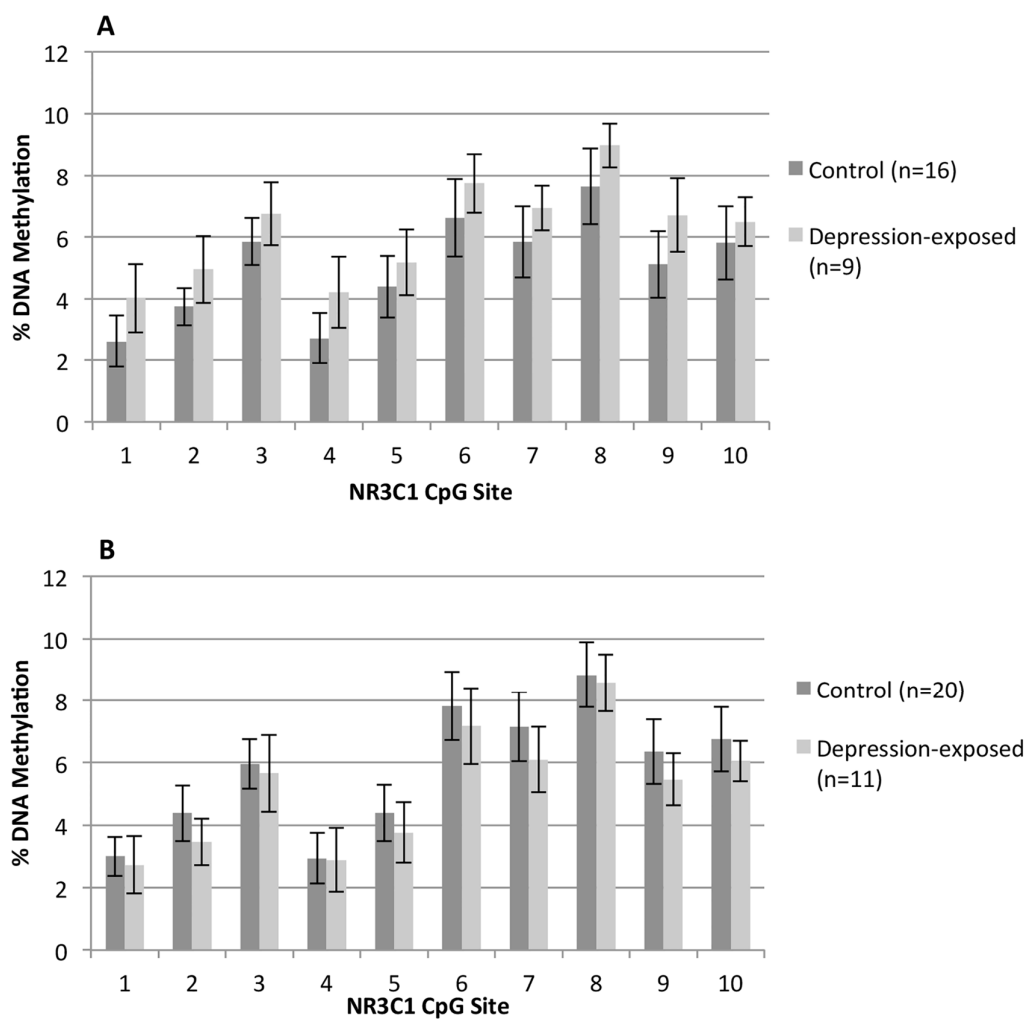 A
12
10
8
6
4
2
0
% DNA Methylation
1 2 3 4 5 6 7 8 9 10
NR3C1 CpG Site
Control (n=16)
Depression-exposed
(n=9)
B
12
10
8
6
4
2
0
% DNA Methylation
1 2 3 4 5 6 7 8 9 10
NR3C1 CpG Site
Control (n=20)
Depression-exposed
(n=11)